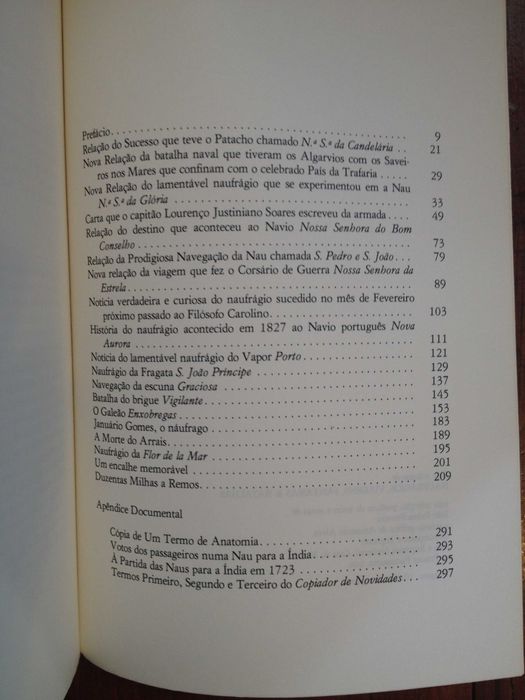 Prefácio . . . . . . . . . . . . . . . . . . . . . . . . . . . . . . . . . . . . . . . . 9
Relação do Sucesso que teve o Patacho chamado N.ª S.ª da Candelária . . 21
Nova Relação da batalha naval que tiveram os Algarvios com os Savei-
ros nos Mares que confinam com o celebrado País da Trafaria . . . . . 29
Nova Relação do lamentável naufrágio que se experimentou em a Nau
N.ª S.ª da Glória . . . . . . . . . . . . . . . . . . . . . . . . . . . . . . 33
Carta que o capitão Lourenço Justiniano Soares escreveu da armada . . . . 49
Relação do destino que aconteceu ao Navio Nossa Senhora do Bom
Conselho . . . . . . . . . . . . . . . . . . . . . . . . . . . . . . . . . . . 73
Relação da Prodigiosa Navegação da Nau chamada S. Pedro e S. João . . . 79
Nova relação da viagem que fez o Corsário de Guerra Nossa Senhora da
Estrela . . . . . . . . . . . . . . . . . . . . . . . . . . . . . . . . . . . . 89
Notícia verdadeira e curiosa do naufrágio sucedido no mês de Fevereiro
próximo passado ao Filósofo Carolino . . . . . . . . . . . . . . . . . . 103
História do naufrágio acontecido em 1827 ao Navio português Nova
Aurora . . . . . . . . . . . . . . . . . . . . . . . . . . . . . . . . . . . . 111
Notícia do lamentável naufrágio do Vapor Porto . . . . . . . . . . . . . . 121
Naufrágio da Fragata S. João Príncipe . . . . . . . . . . . . . . . . . . . 129
Navegação da escuna Graciosa . . . . . . . . . . . . . . . . . . . . . . . 137
Batalha do brigue Vigilante . . . . . . . . . . . . . . . . . . . . . . . . . 145
O Galeão Enxobregas . . . . . . . . . . . . . . . . . . . . . . . . . . . . 153
Januário Gomes, o náufrago . . . . . . . . . . . . . . . . . . . . . . . . . 183
A Morte do Arrais . . . . . . . . . . . . . . . . . . . . . . . . . . . . . . 189
Naufrágio da Flor de la Mar . . . . . . . . . . . . . . . . . . . . . . . . 195
Um encalhe memorável . . . . . . . . . . . . . . . . . . . . . . . . . . . 201
Duzentas Milhas a Remos . . . . . . . . . . . . . . . . . . . . . . . . . . 209
Apêndice Documental
Cópia de Um Termo de Anatomia . . . . . . . . . . . . . . . . . . . . . 291
Votos dos passageiros numa Nau para a Índia . . . . . . . . . . . . . . . 293
À Partida das Naus para a Índia em 1723 . . . . . . . . . . . . . . . . . 295
Termos Primeiro, Segundo e Terceiro do Copiador de Novidades . . . 297